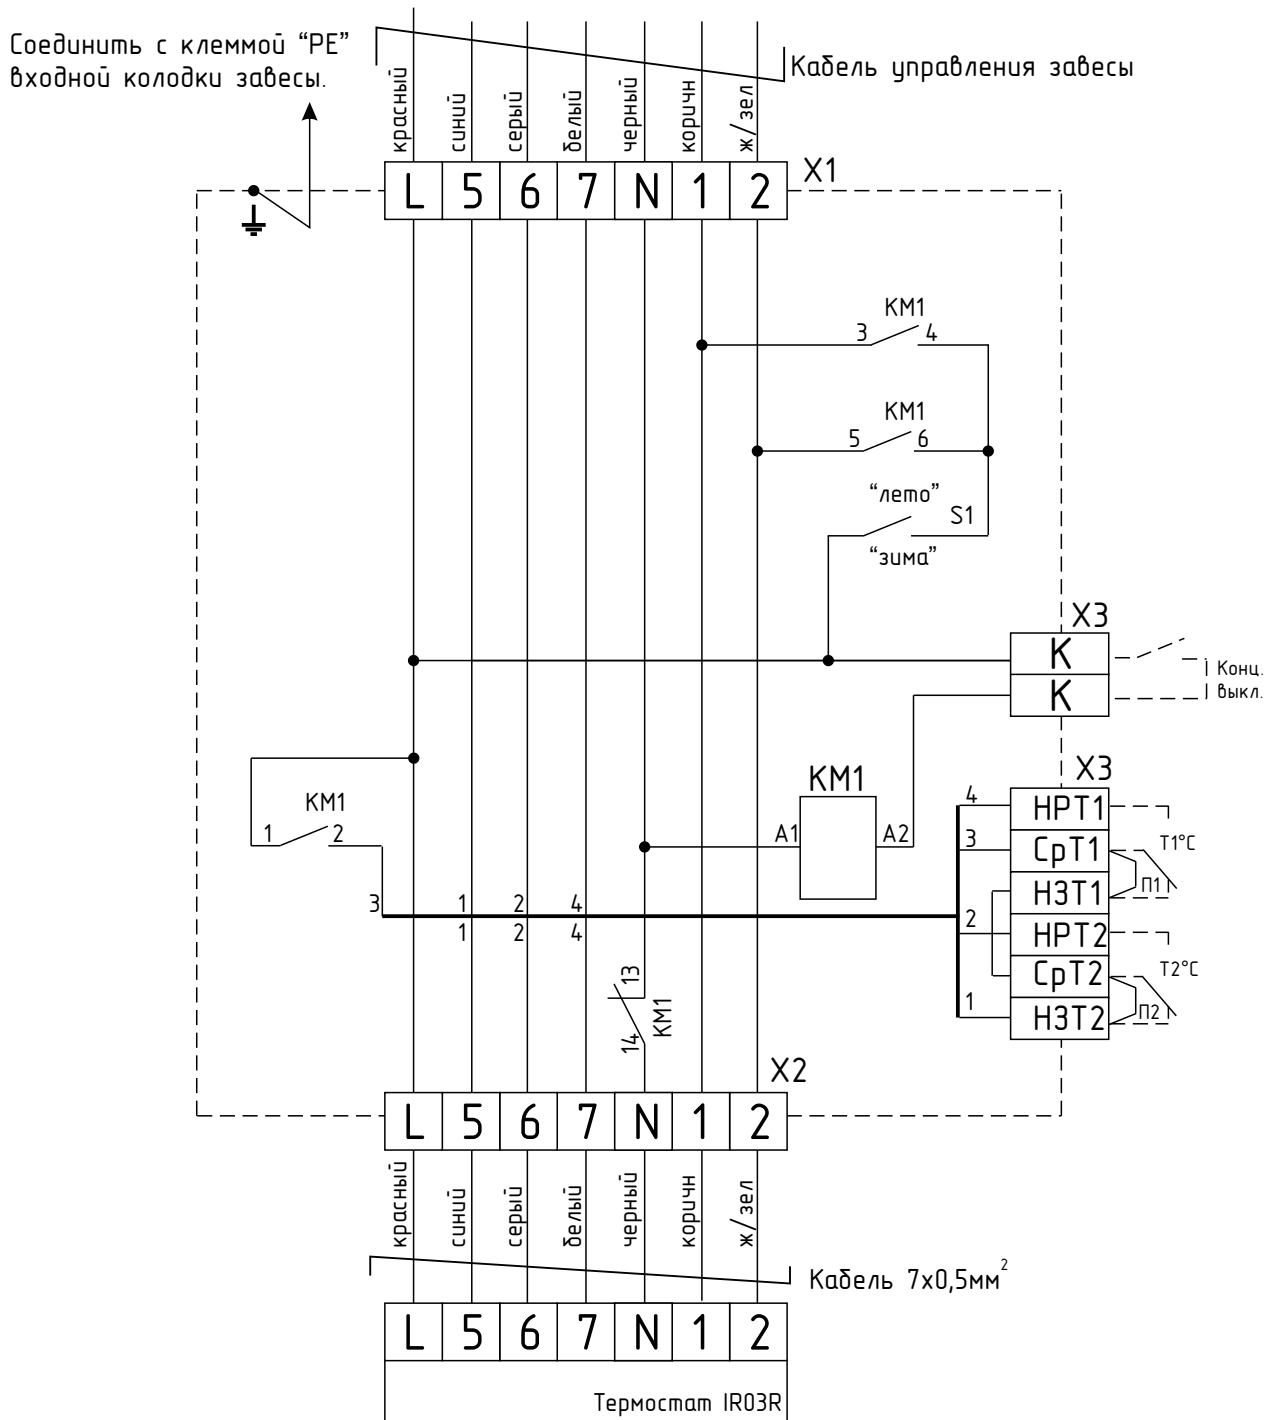 Соединить с клеммой “PE”
входной колодки завесы.
Кабель управления завесы
красный
синий
серый
белый
черный
коричн
ж/зел
L 5 6 7 N 1 2
X1
KM1
3 4
KM1
5 6
“лето”
S1
“зима”
X3
K
K
Конц.
выкл.
KM1
1 2
KM1
A1 A2
X3
4 НРТ1
3 СрТ1
T1°C
П1
НЗТ1
2 НРТ2
СрТ2
T2°C
П2
1 НЗТ2
3 1 2 4
1 2 4
13
14
KM1
X2
L 5 6 7 N 1 2
красный
синий
серый
белый
черный
коричн
ж/зел
Кабель 7x0,5мм²
L 5 6 7 N 1 2
Термостат IR03R